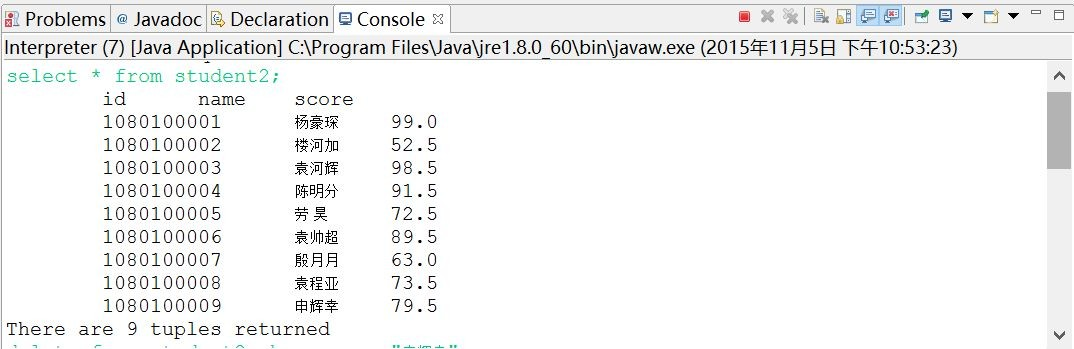 Problems @ Javadoc Declaration Console
Interpreter (7) [Java Application] C:\Program Files\Java\jre1.8.0_60\bin\javaw.exe (2015年11月5日 下午10:53:23)
select * from student2;
id name score
1080100001 杨豪琛 99.0
1080100002 楼河加 52.5
1080100003 袁河辉 98.5
1080100004 陈明分 91.5
1080100005 劳 昊 72.5
1080100006 袁帅超 89.5
1080100007 殷月月 63.0
1080100008 袁程亚 73.5
1080100009 申辉幸 79.5
There are 9 tuples returned